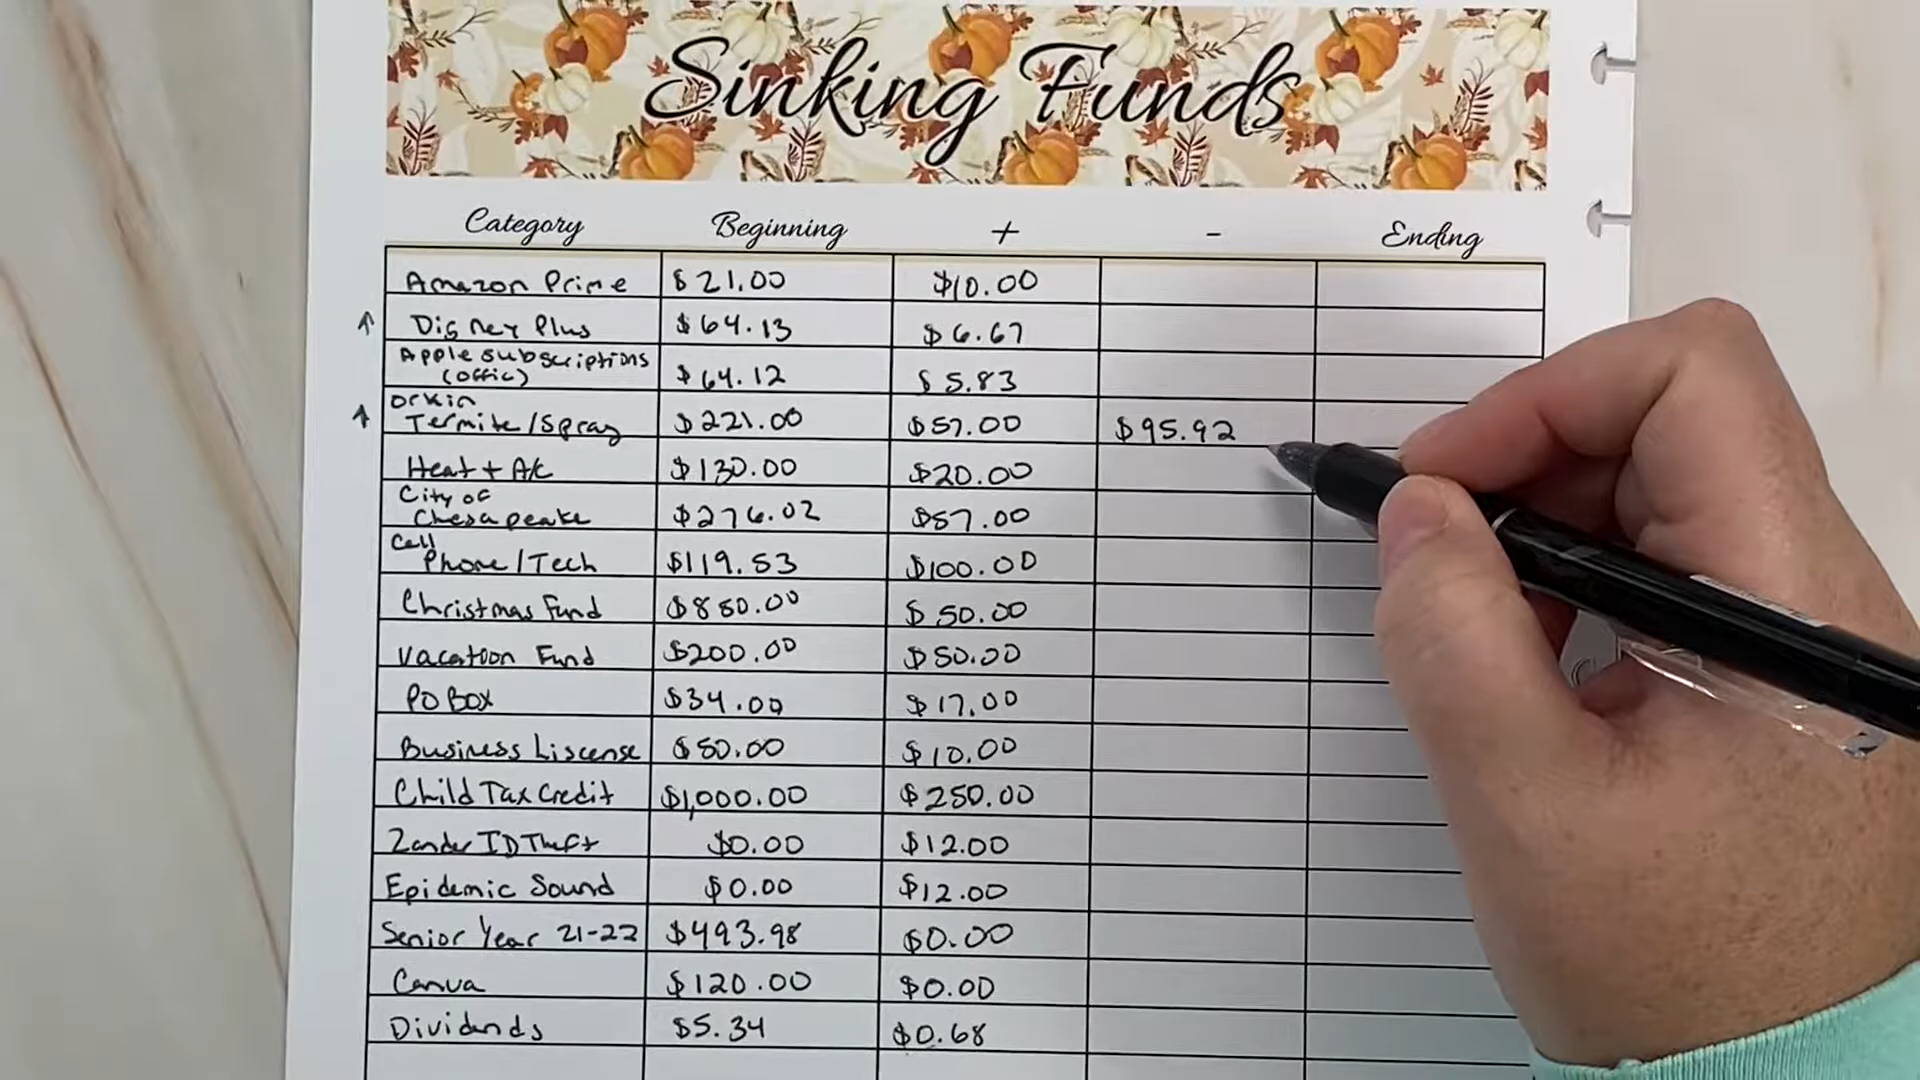 Sinking Funds
Category Beginning + - Ending
Amazon Prime $21.00 $10.00
↑ Disney Plus $64.13 $6.67
Apple subscriptions
(offic) $64.12 $5.83
Orkin
↑ Termite/Spray $221.00 $57.00 $95.92
Heat + A/C $130.00 $20.00
City of
Chesapeake $276.02 $57.00
Cell
Phone/Tech $119.53 $100.00
Christmas Fund $850.00 $50.00
Vacation Fund $200.00 $50.00
PO BOX $34.00 $17.00
Business Liscense $50.00 $10.00
Child Tax Credit $1,000.00 $250.00
Zander ID Theft $0.00 $12.00
Epidemic Sound $0.00 $12.00
Senior Year 21-22 $493.98 $0.00
Canva $120.00 $0.00
Dividends $5.34 $0.68